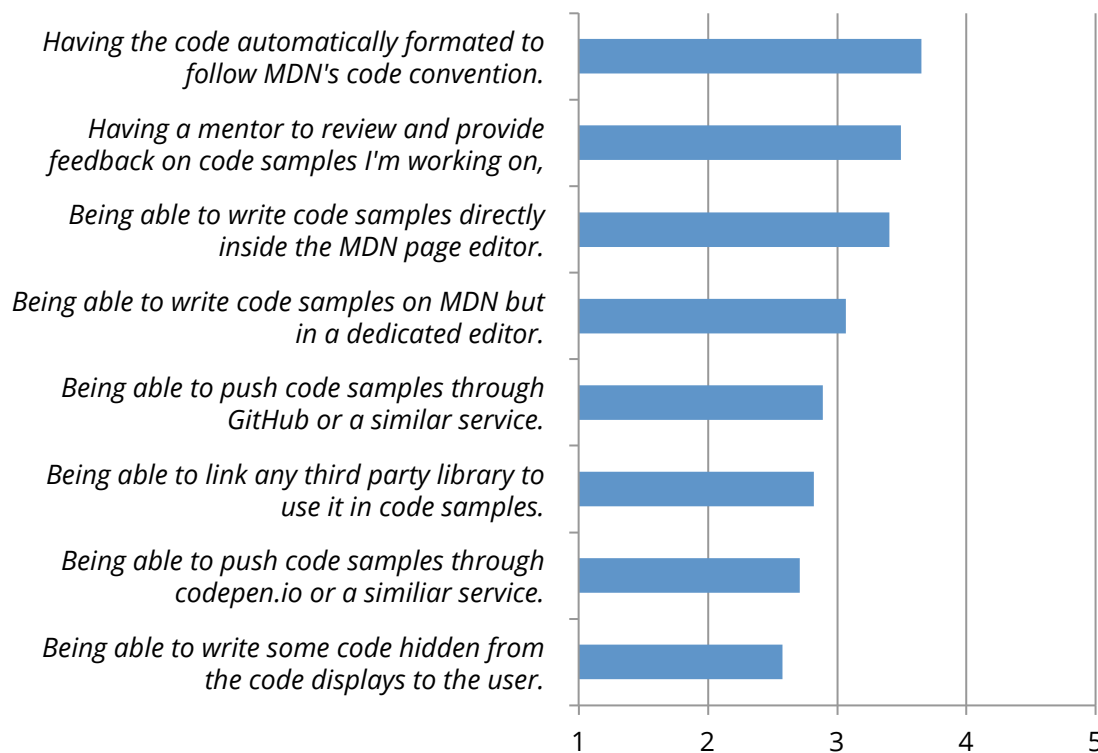 Having the code automatically formated to
follow MDN's code convention.
Having a mentor to review and provide
feedback on code samples I'm working on,
Being able to write code samples directly
inside the MDN page editor.
Being able to write code samples on MDN but
in a dedicated editor.
Being able to push code samples through
GitHub or a similar service.
Being able to link any third party library to
use it in code samples.
Being able to push code samples through
codepen.io or a similiar service.
Being able to write some code hidden from
the code displays to the user.
1 2 3 4 5